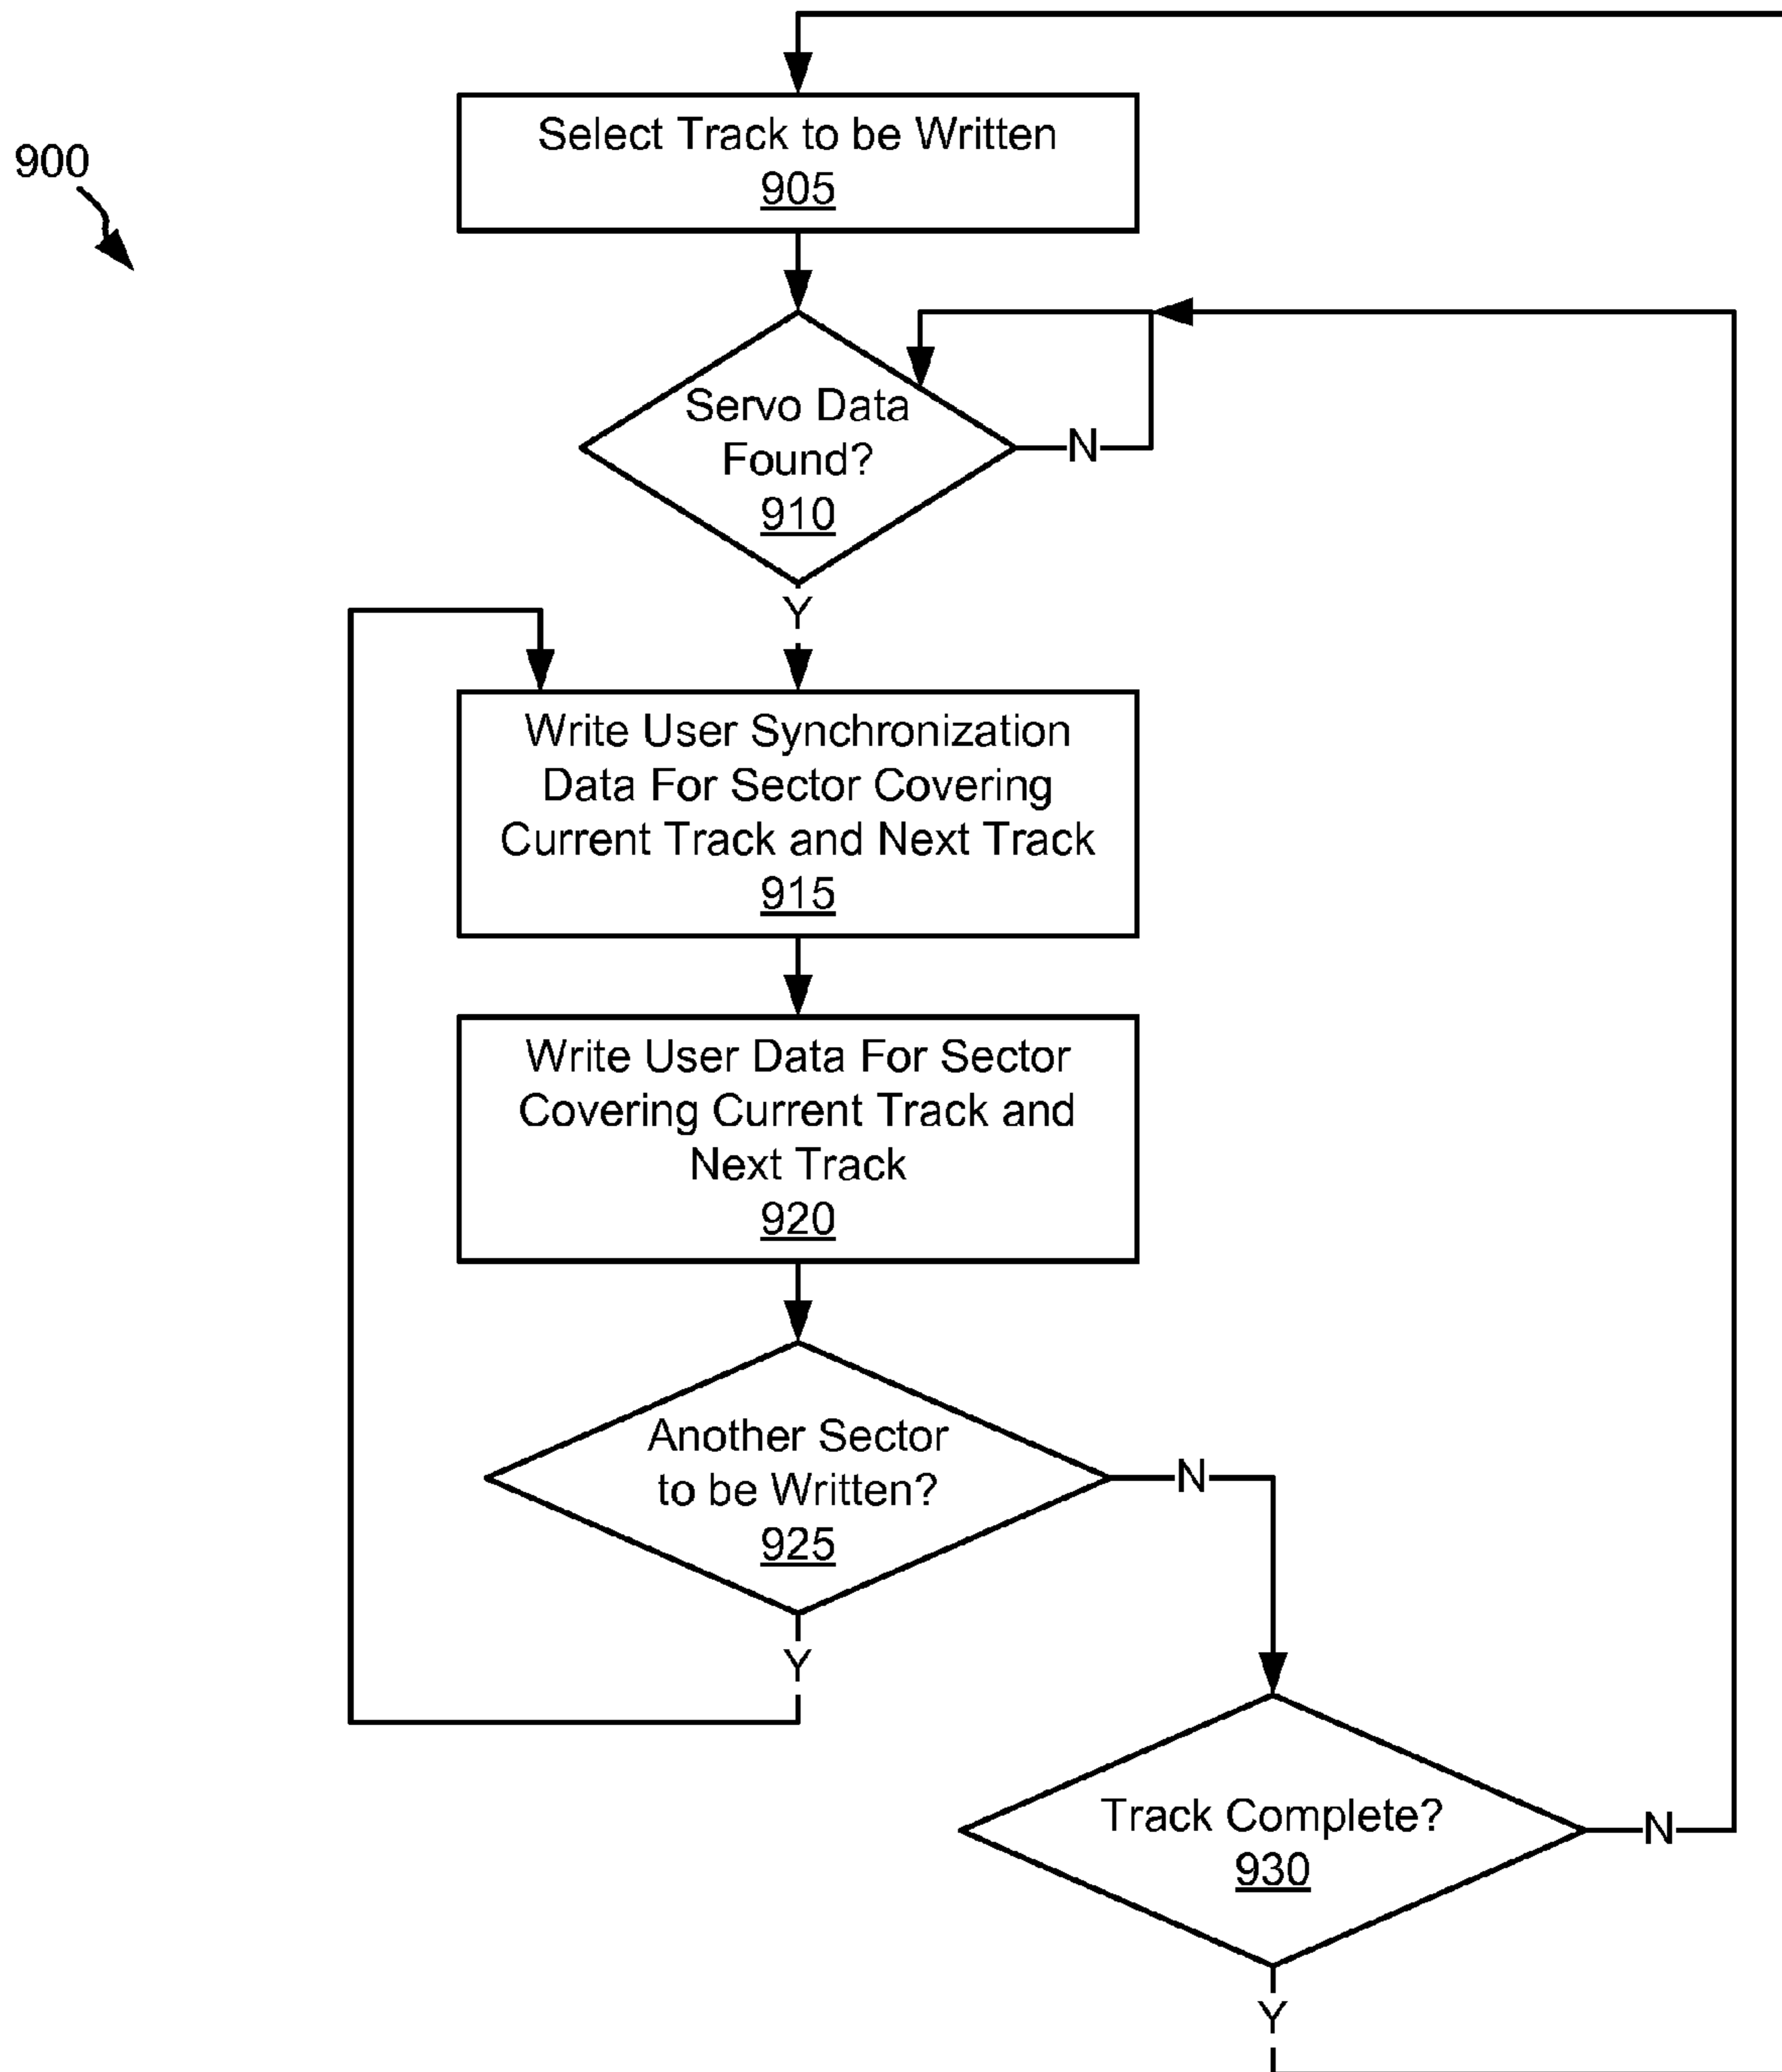 900
Select Track to be Written
905
Servo Data
Found?
910
N
Y
Write User Synchronization
Data For Sector Covering
Current Track and Next Track
915
Write User Data For Sector
Covering Current Track and
Next Track
920
Another Sector
to be Written?
925
N
Y
Track Complete?
930
N
Y